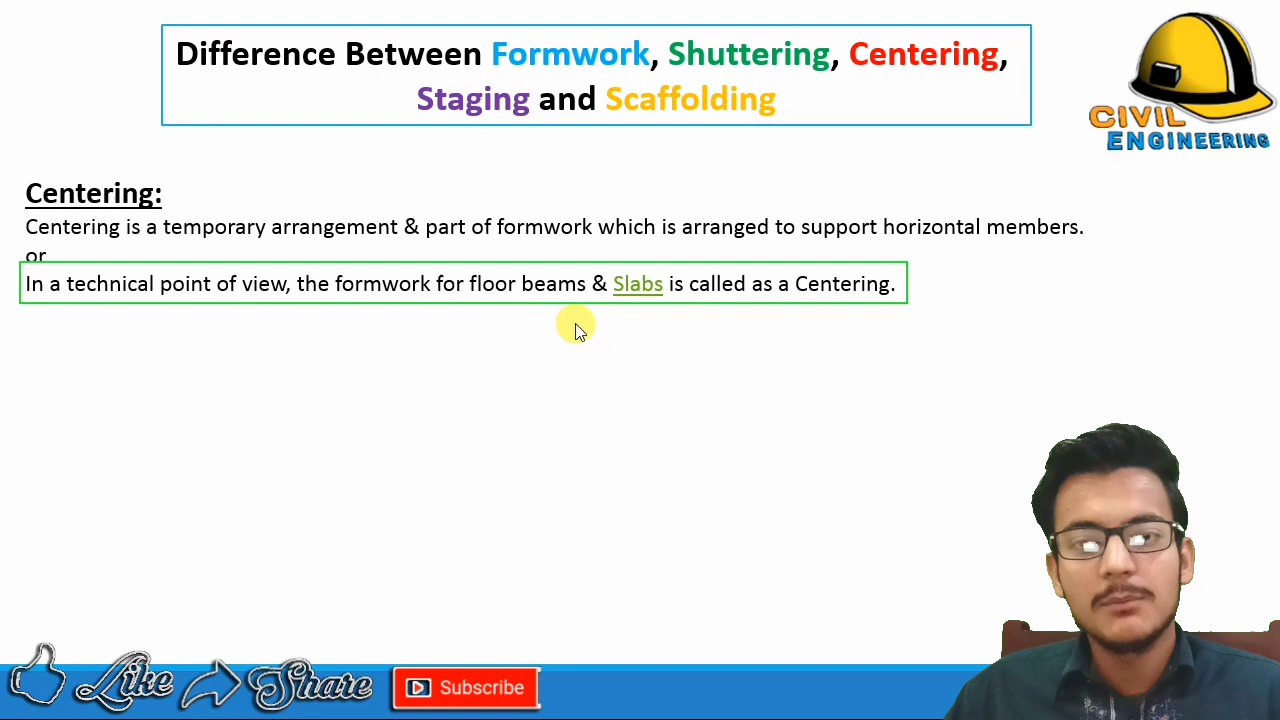 Difference Between Formwork, Shuttering, Centering,
Staging and Scaffolding
CIVIL
ENGINEERING
Centering:
Centering is a temporary arrangement & part of formwork which is arranged to support horizontal members.
or
In a technical point of view, the formwork for floor beams & Slabs is called as a Centering.
Like Share Subscribe